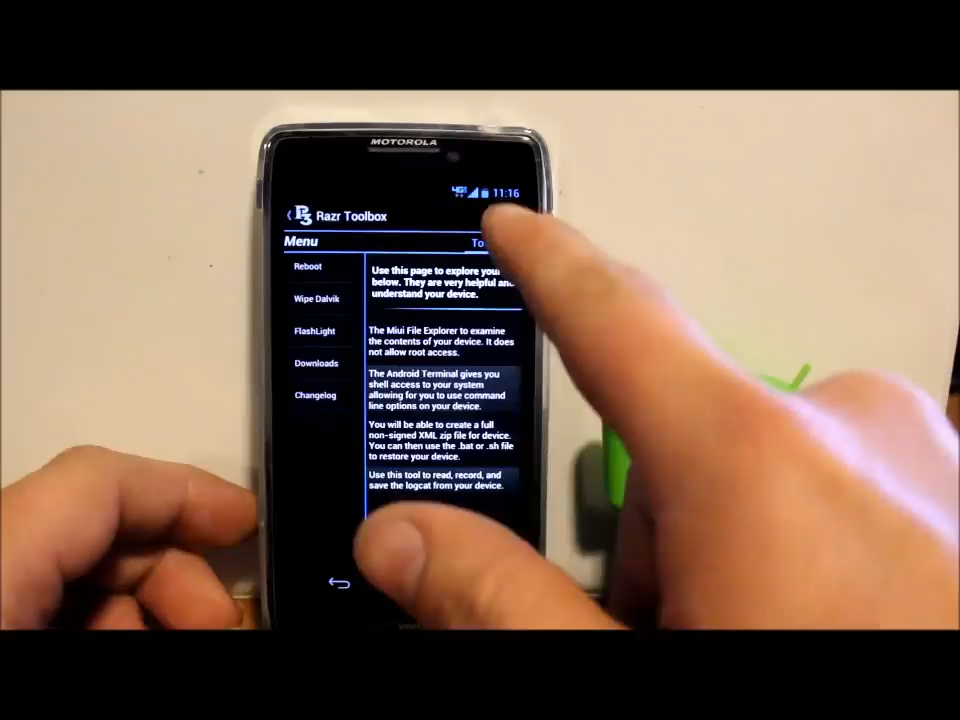 MOTOROLA
4G 11:16
Razr Toolbox
Menu
Reboot
Wipe Dalvik
FlashLight
Downloads
Changelog
Use this page to explore
below. They are very helpful
understand your device.
The Miui File Explorer to examine
the contents of your device. It does
not allow root access.
The Android Terminal gives you
shell access to your system
allowing for you to use command
line options on your device.
You will be able to create a full
non-signed XML zip file for device.
You can then use the .bat or .sh file
to restore your device.
Use this tool to read, record, and
save the logcat from your device.